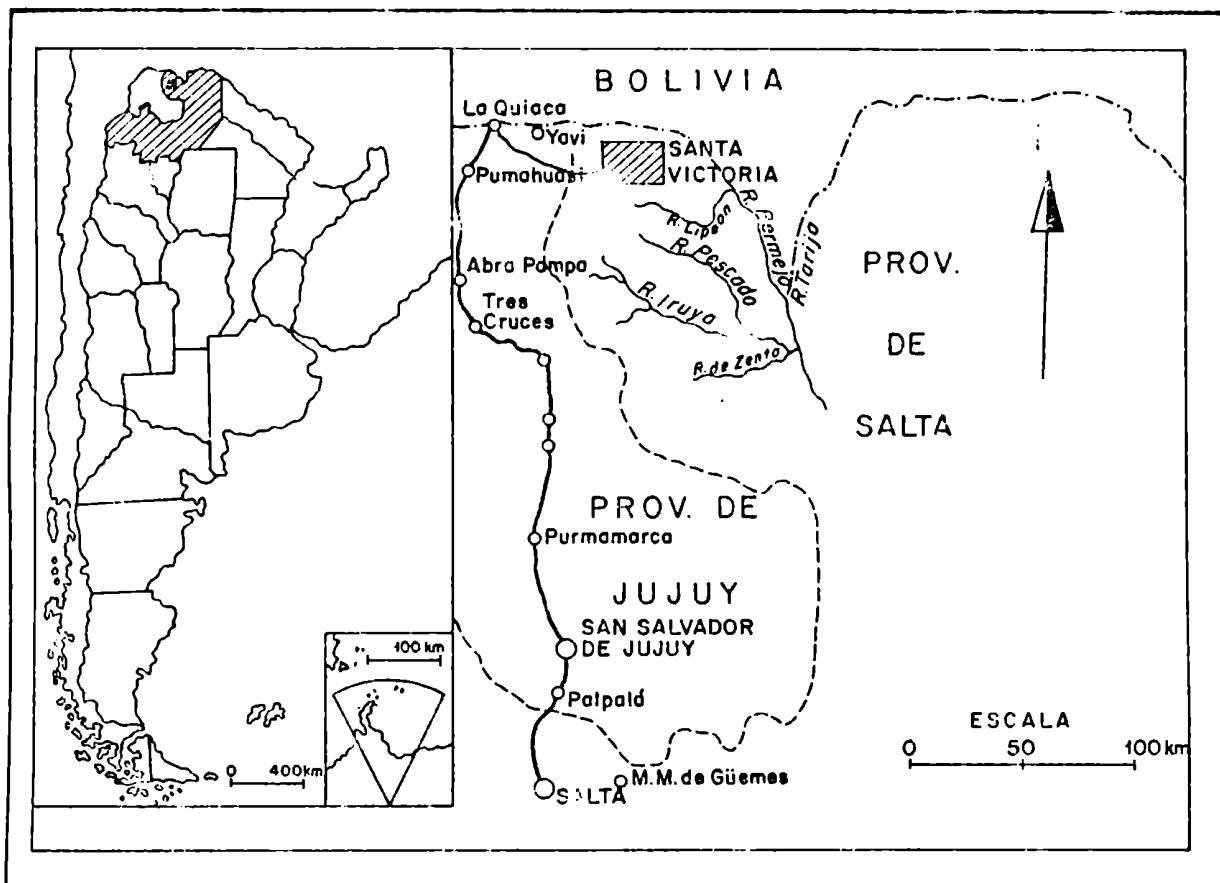 BOLIVIA
La Quiaca
Yavi
Pumahuasi
SANTA
VICTORIA
R. Bermejo
R. Tarija
R. Pescado
R. Iruya
R. de Zenta
PROV.
DE
SALTA
Abra Pampa
Tres
Cruces
Purmamarca
PROV. DE
JUJUY
SAN SALVADOR
DE JUJUY
Palpalá
M.M. de Güemes
SALTA
ESCALA
0 50 100 km
100 km
0 400 km